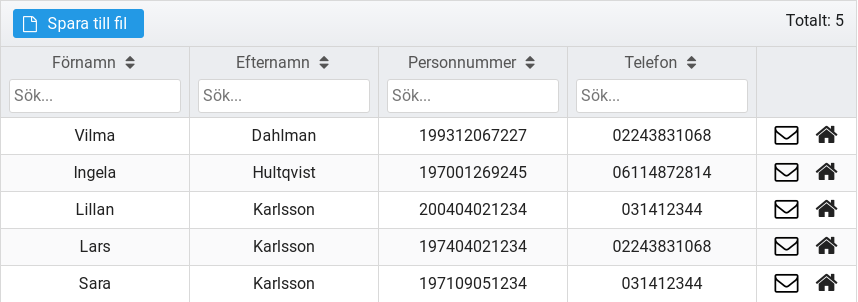 Spara till fil Totalt: 5
Förnamn Efternamn Personnummer Telefon
Sök... Sök... Sök... Sök...
Vilma Dahlman 199312067227 02243831068
Ingela Hultqvist 197001269245 06114872814
Lillan Karlsson 200404021234 031412344
Lars Karlsson 197404021234 02243831068
Sara Karlsson 197109051234 031412344